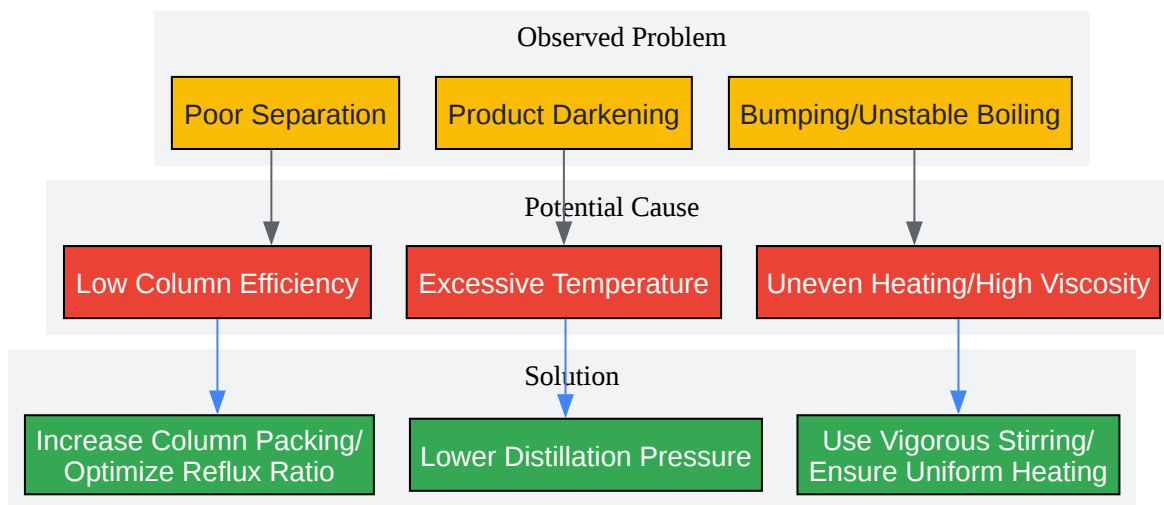 Observed Problem
Poor Separation
Product Darkening
Bumping/Unstable Boiling
Potential Cause
Low Column Efficiency
Excessive Temperature
Uneven Heating/High Viscosity
Solution
Increase Column Packing/
Optimize Reflux Ratio
Lower Distillation Pressure
Use Vigorous Stirring/
Ensure Uniform Heating